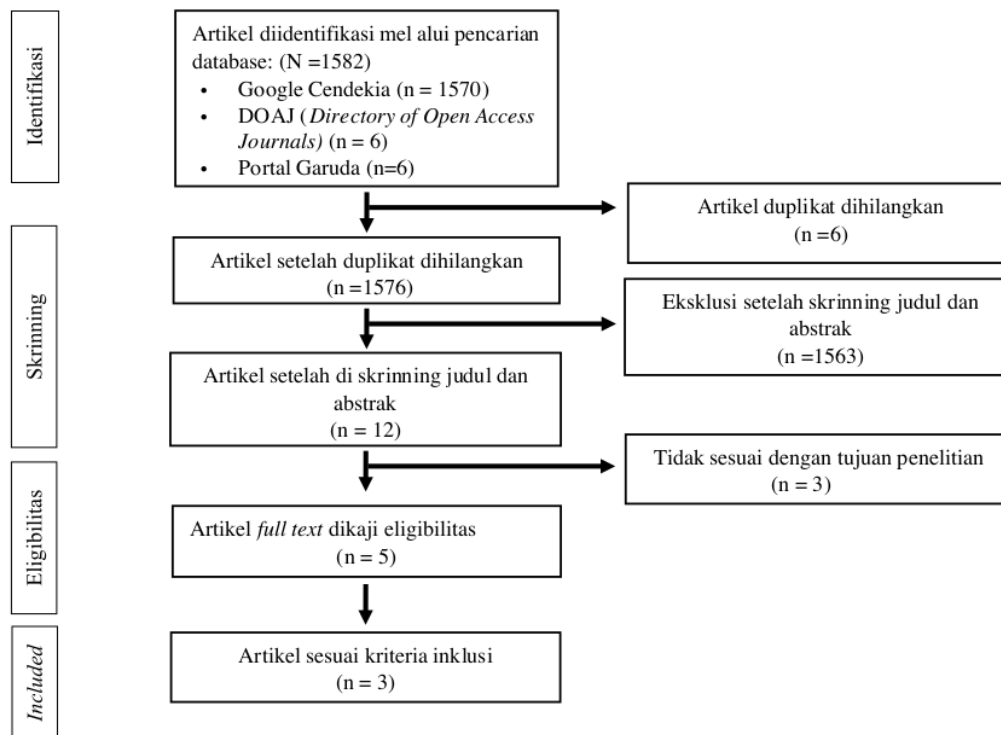 Identifikasi
Artikel diidentifikasi mel alui pencarian
database: (N =1582)
• Google Cendekia (n = 1570)
• DOAJ (Directory of Open Access
Journals) (n = 6)
• Portal Garuda (n=6)
Artikel duplikat dihilangkan
(n =6)
Skrinning
Artikel setelah duplikat dihilangkan
(n =1576)
Eksklusi setelah skrinning judul dan
abstrak
(n =1563)
Artikel setelah di skrinning judul dan
abstrak
(n = 12)
Tidak sesuai dengan tujuan penelitian
(n = 3)
Eligibilitas
Artikel full text dikaji eligibilitas
(n = 5)
Included
Artikel sesuai kriteria inklusi
(n = 3)